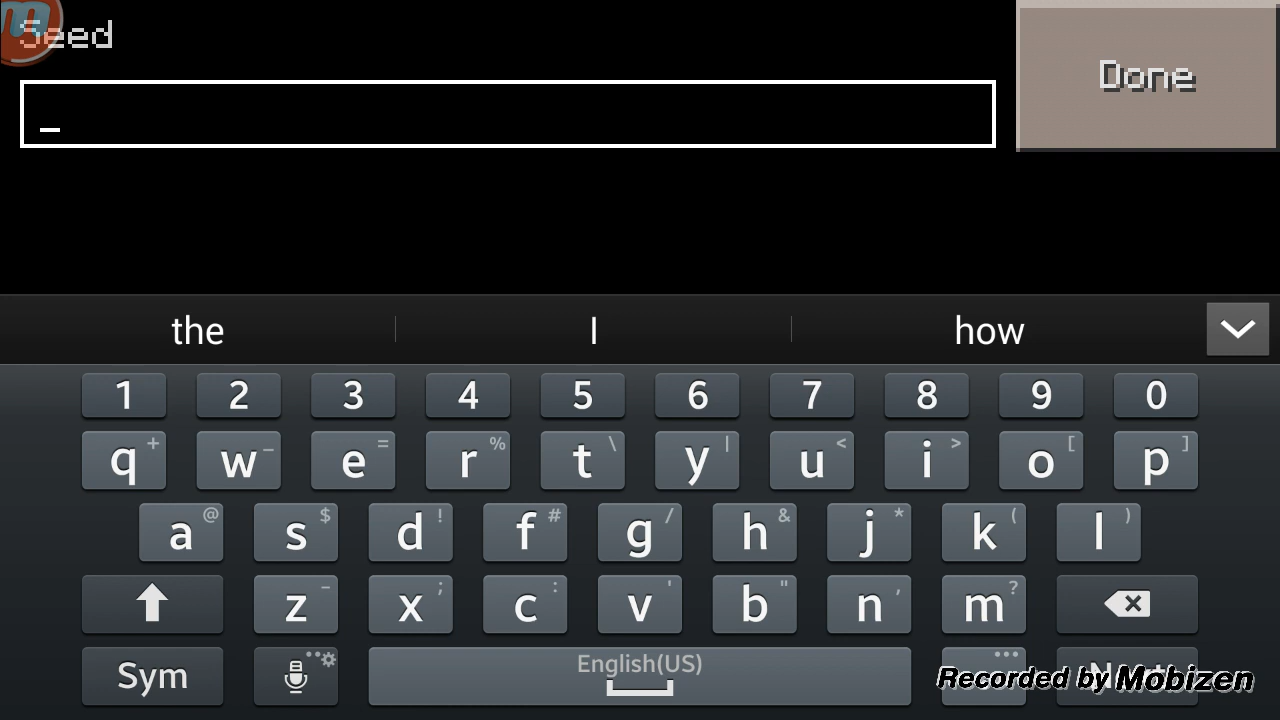 Seed
Done
_
the I how
1 2 3 4 5 6 7 8 9 0
q + w _ e = r % t \ y | u < i > o [ p ]
a @ s $ d ! f # g / h & j * k ( l )
z - x ; c : v ' b " n , m ?
Sym English(US) ...
Recorded by Mobizen